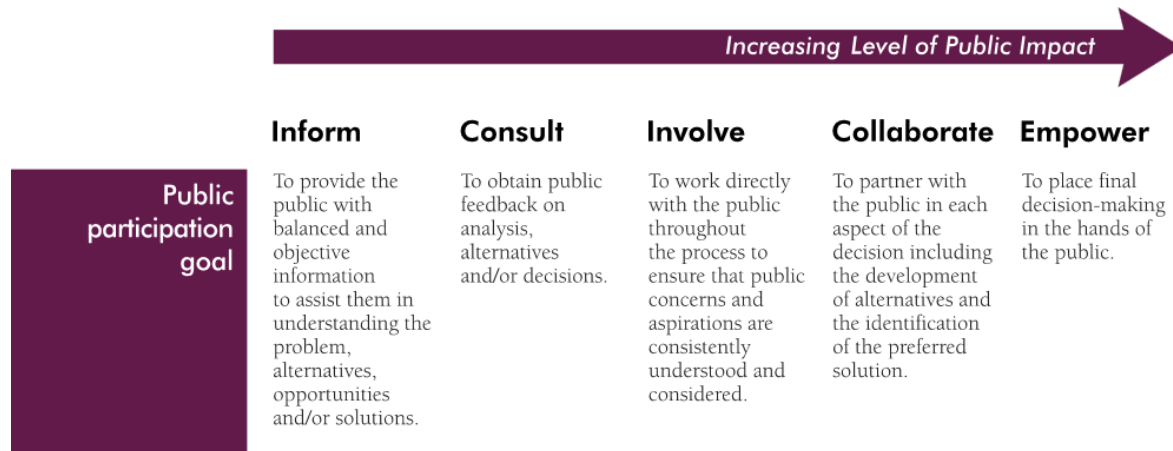 Increasing Level of Public Impact
Inform
Consult
Involve
Collaborate
Empower
Public
participation
goal
To provide the
public with
balanced and
objective
information
to assist them in
understanding the
problem,
alternatives,
opportunities
and/or solutions.
To obtain public
feedback on
analysis,
alternatives
and/or decisions.
To work directly
with the public
throughout
the process to
ensure that public
concerns and
aspirations are
consistently
understood and
considered.
To partner with
the public in each
aspect of the
decision including
the development
of alternatives and
the identification
of the preferred
solution.
To place final
decision-making
in the hands of
the public.